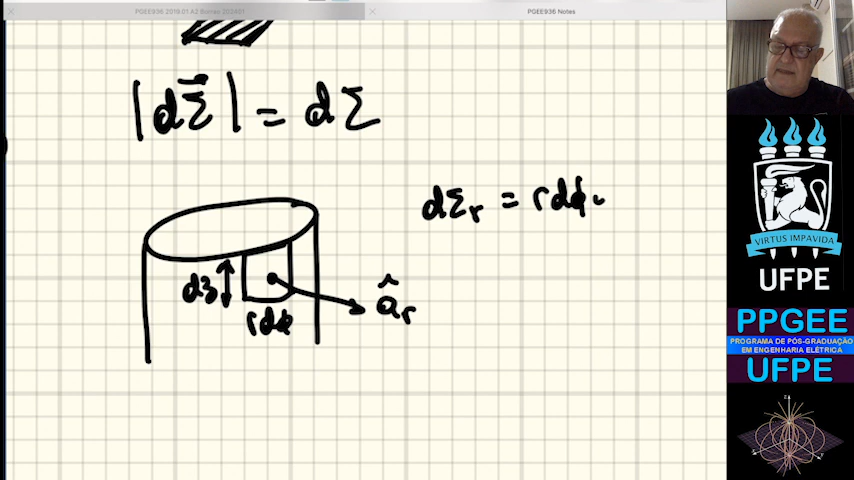 PGEE936 Notes
|dΣ̄| = dΣ
dΣr = rdϕ
dz
âr
rdϕ
VIRTUS IMPAVIDA
UFPE
PPGEE
PROGRAMA DE PÓS-GRADUAÇÃO
EM ENGENHARIA ELÉTRICA
UFPE